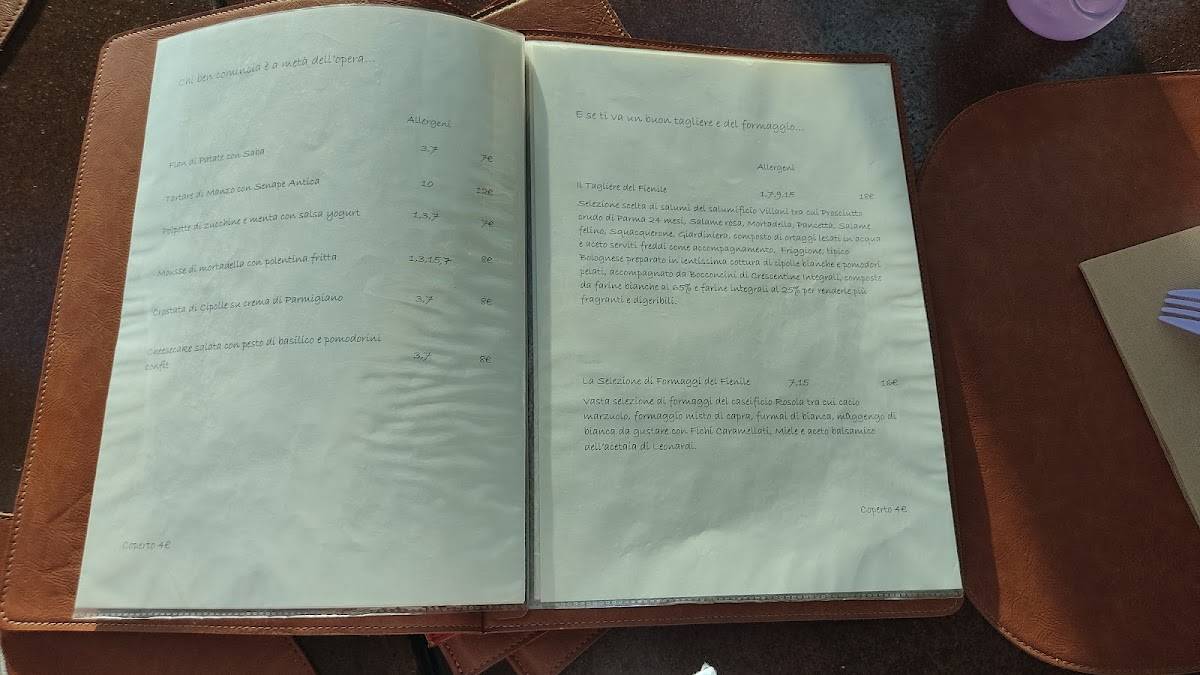 Chi ben comincia è a metà dell'opera...
Allergeni
Flan di Patate con Saba 3,7 7€
Tartare di Manzo con Senape Antica 10 12€
Polpette di zucchine e menta con salsa yogurt 1,3,7 7€
Mousse di mortadella con polentina fritta 1,3,15,7 8€
Crostata di Cipolle su crema di Parmigiano 3,7 8€
Cheesecake salata con pesto di basilico e pomodorini
confit 3,7 8€
Coperto 4€
E se ti va un buon tagliere e del formaggio...
Allergeni
Il Tagliere del Fienile 1,7,9,15 18€
Selezione scelta di salumi del salumificio Villani tra cui Prosciutto
crudo di Parma 24 mesi, Salame rosa, Mortadella, Pancetta, Salame
felino, Squacquerone, Giardiniera, composto di ortaggi lesati in acqua
e aceto serviti freddi come accompagnamento, Friggione, tipico
Bolognese preparato in lentissima cottura di cipolle bianche e pomodori
pelati, accompagnato da Bocconcini di Crescentine Integrali, composte
da farine bianche al 65% e farine integrali al 25% per renderle più
fragranti e digeribili.
La Selezione di Formaggi del Fienile 7,15 16€
Vasta selezione di formaggi del caseificio Rosola tra cui cacio
marzuolo, formaggio misto di capra, furmai di bianca, maggengo di
bianca da gustare con Fichi Caramellati, Miele e aceto balsamico
dell'acetaia di Leonardi.
Coperto 4€